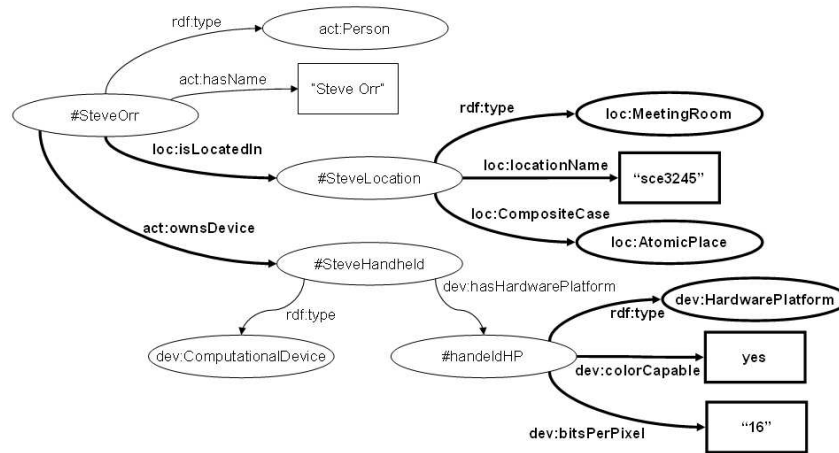 rdf:type
act:Person
act:hasName
"Steve Orr"
#SteveOrr
rdf:type
loc:MeetingRoom
loc:isLocatedIn
loc:locationName
#SteveLocation
“sce3245”
loc:CompositeCase
act:ownsDevice
loc:AtomicPlace
#SteveHandheld
dev:hasHardwarePlatform
dev:HardwarePlatform
rdf:type
rdf:type
dev:ComputationalDevice
#handeldHP
yes
dev:colorCapable
“16”
dev:bitsPerPixel